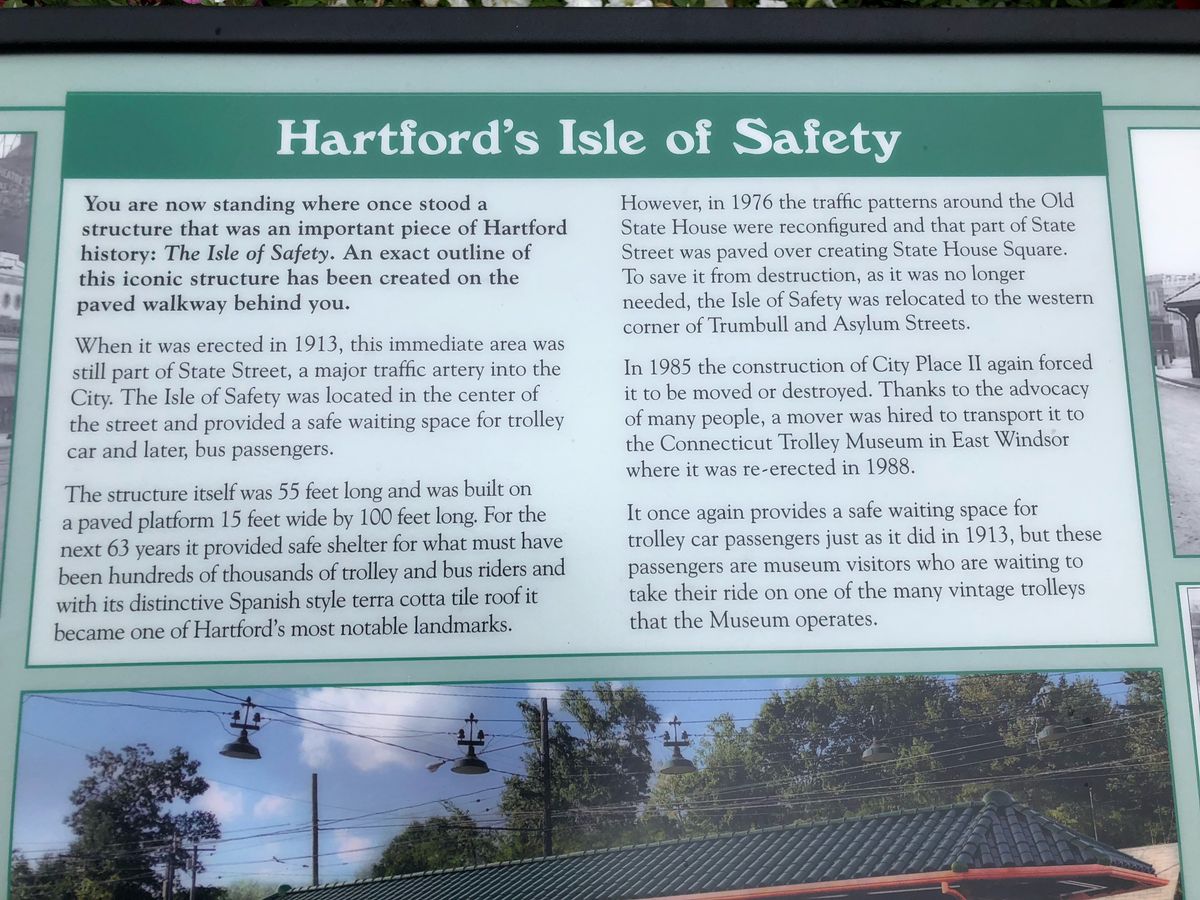 Hartford's Isle of Safety
You are now standing where once stood a
structure that was an important piece of Hartford
history: The Isle of Safety. An exact outline of
this iconic structure has been created on the
paved walkway behind you.
When it was erected in 1913, this immediate area was
still part of State Street, a major traffic artery into the
City. The Isle of Safety was located in the center of
the street and provided a safe waiting space for trolley
car and later, bus passengers.
The structure itself was 55 feet long and was built on
a paved platform 15 feet wide by 100 feet long. For the
next 63 years it provided safe shelter for what must have
been hundreds of thousands of trolley and bus riders and
with its distinctive Spanish style terra cotta tile roof it
became one of Hartford's most notable landmarks.
However, in 1976 the traffic patterns around the Old
State House were reconfigured and that part of State
Street was paved over creating State House Square.
To save it from destruction, as it was no longer
needed, the Isle of Safety was relocated to the western
corner of Trumbull and Asylum Streets.
In 1985 the construction of City Place II again forced
it to be moved or destroyed. Thanks to the advocacy
of many people, a mover was hired to transport it to
the Connecticut Trolley Museum in East Windsor
where it was re-erected in 1988.
It once again provides a safe waiting space for
trolley car passengers just as it did in 1913, but these
passengers are museum visitors who are waiting to
take their ride on one of the many vintage trolleys
that the Museum operates.